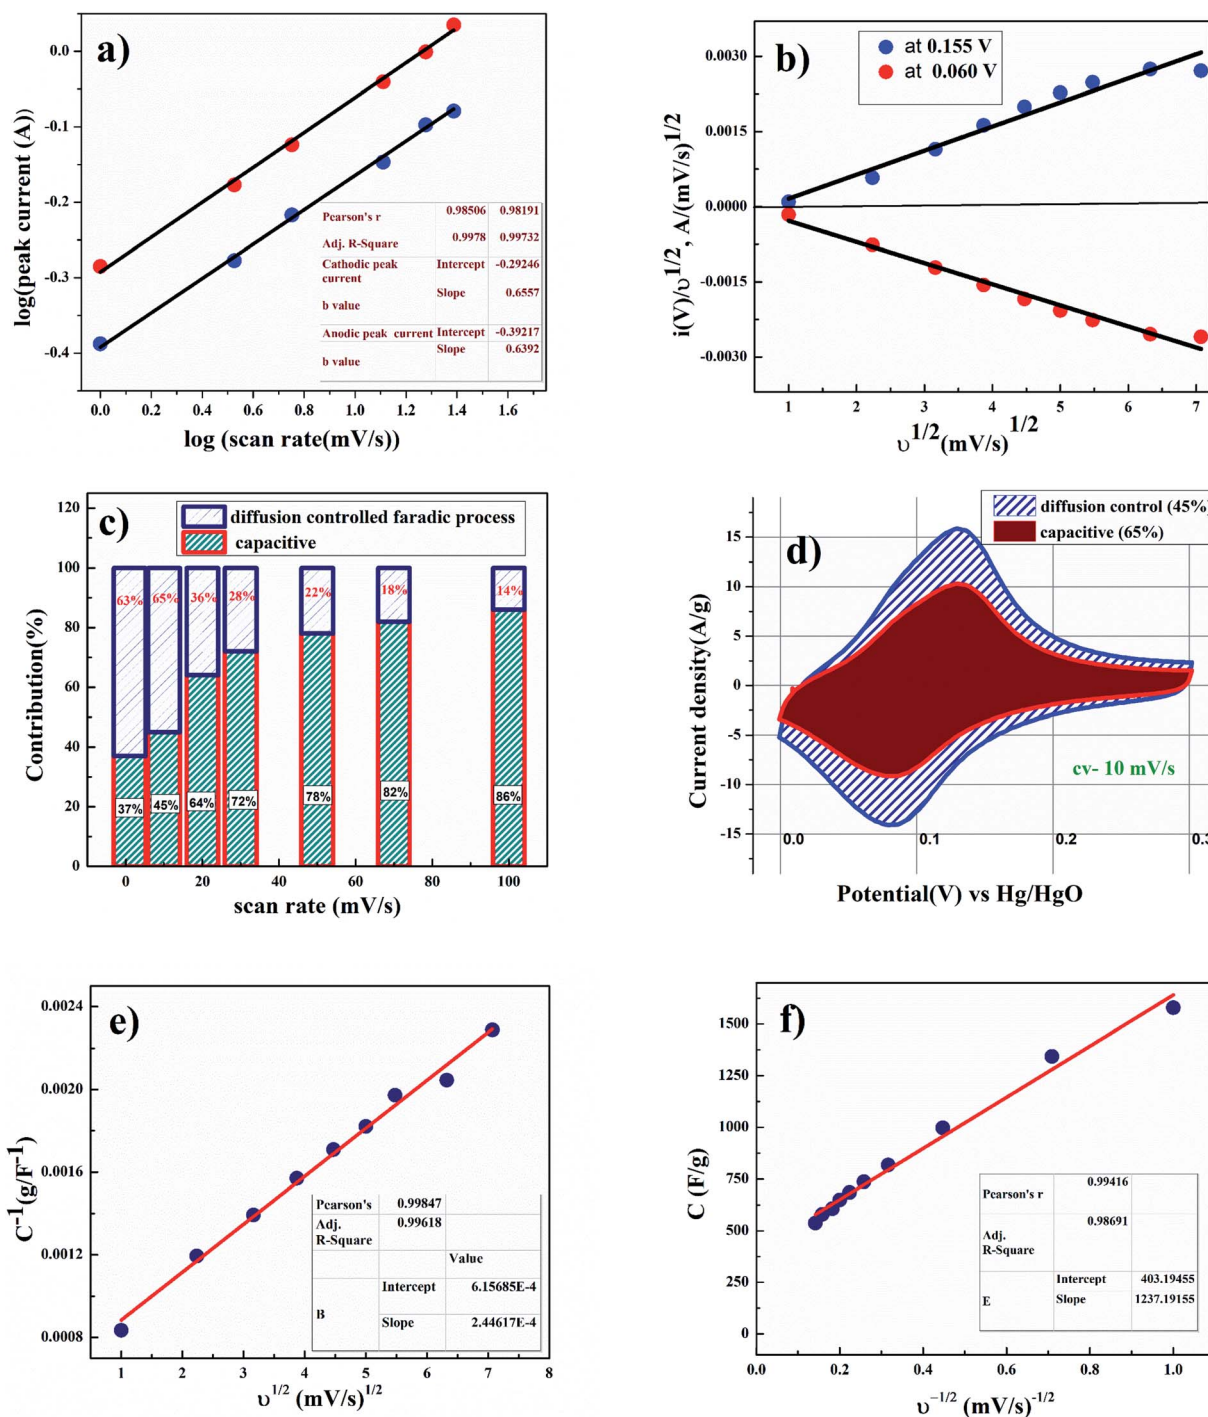 a)
log(peak current (A))
0.0
-0.1
-0.2
-0.3
-0.4
Pearson's r 0.98506 0.98191
Adj. R-Square 0.9978 0.99732
Cathodic peak current Intercept -0.29246
b value Slope 0.6557
Anodic peak current Intercept -0.39217
b value Slope 0.6392
0.0 0.2 0.4 0.6 0.8 1.0 1.2 1.4 1.6
log (scan rate(mV/s))
b)
at 0.155 V
at 0.060 V
i(V)/υ^1/2, A/(mV/s)^1/2
0.0030
0.0015
0.0000
-0.0015
-0.0030
1 2 3 4 5 6 7
υ^1/2(mV/s)^1/2
c)
diffusion controlled faradic process
capacitive
Contribution(%)
120
100
80
60
40
20
0
63% 65% 36% 28% 22% 18% 14%
37% 45% 64% 72% 78% 82% 86%
0 20 40 60 80 100
scan rate (mV/s)
d)
diffusion control (45%)
capacitive (65%)
Current density(A/g)
15
10
5
0
-5
-10
-15
cv- 10 mV/s
0.0 0.1 0.2 0.3
Potential(V) vs Hg/HgO
e)
C^-1(g/F^-1)
0.0024
0.0020
0.0016
0.0012
0.0008
Pearson's 0.99847
Adj. R-Square 0.99618
Value
B Intercept 6.15685E-4
Slope 2.44617E-4
1 2 3 4 5 6 7 8
υ^1/2 (mV/s)^1/2
f)
C (F/g)
1500
1250
1000
750
500
250
0
Pearson's r 0.99416
Adj. R-Square 0.98691
E Intercept 403.19455
Slope 1237.19155
0.0 0.2 0.4 0.6 0.8 1.0
υ^-1/2 (mV/s)^-1/2